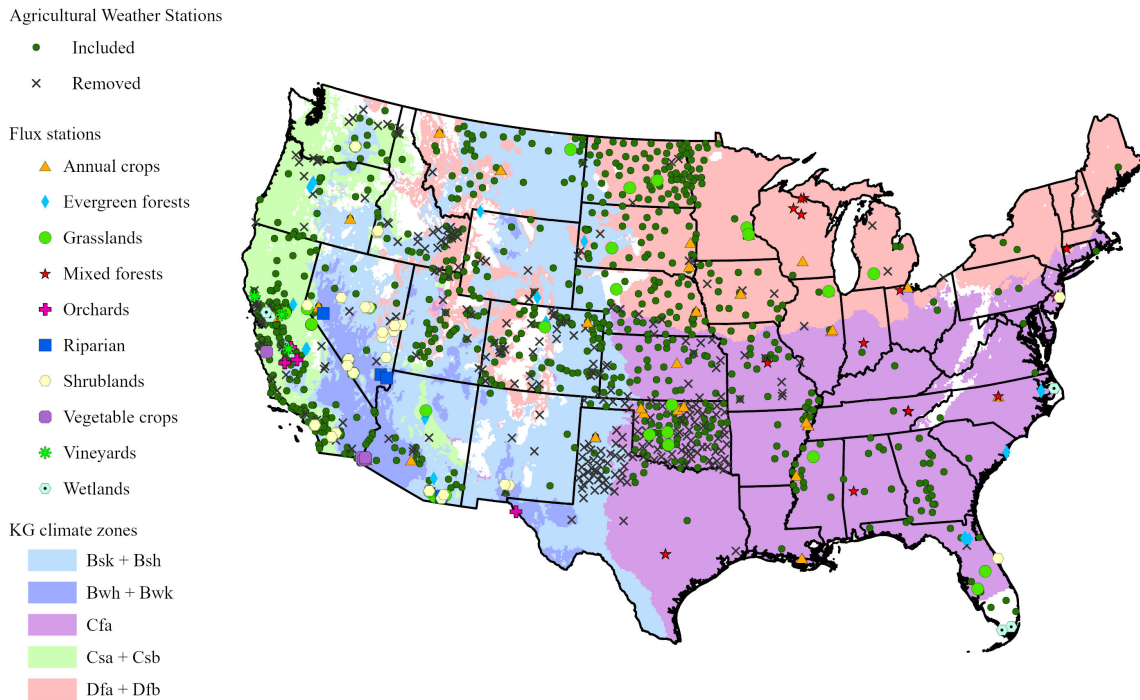 Agricultural Weather Stations
Included
Removed
Flux stations
Annual crops
Evergreen forests
Grasslands
Mixed forests
Orchards
Riparian
Shrublands
Vegetable crops
Vineyards
Wetlands
KG climate zones
Bsk + Bsh
Bwh + Bwk
Cfa
Csa + Csb
Dfa + Dfb